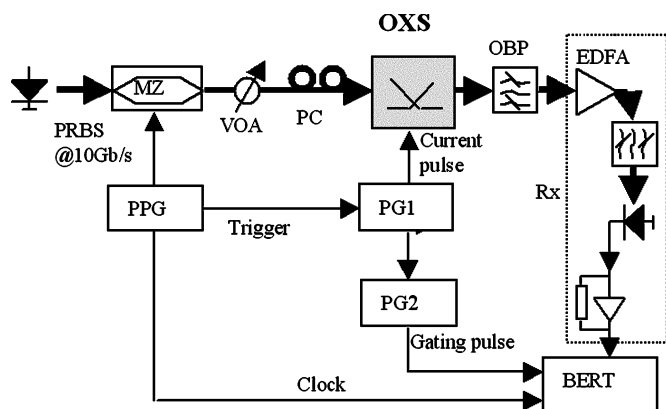 OXS
OBP
EDFA
MZ
VOA
PC
PRBS
@10Gb/s
Current
pulse
Rx
PPG
Trigger
PG1
PG2
Gating pulse
Clock
BERT